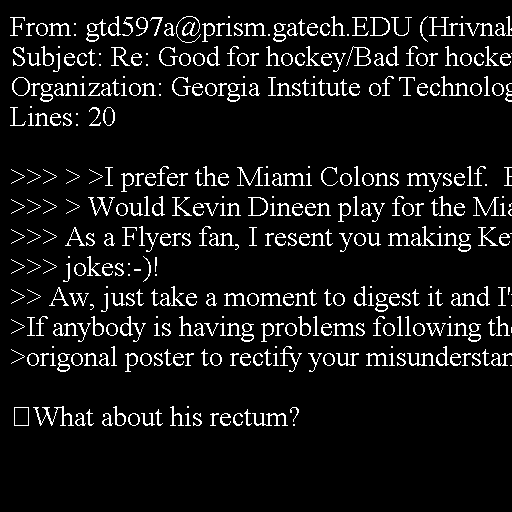 From: gtd597a@prism.gatech.EDU (Hrivnak
Subject: Re: Good for hockey/Bad for hocke
Organization: Georgia Institute of Technolog
Lines: 20
>>> > >I prefer the Miami Colons myself.
>>> > Would Kevin Dineen play for the Mia
>>> As a Flyers fan, I resent you making Ke
>>> jokes:-)!
>> Aw, just take a moment to digest it and I'
>If anybody is having problems following the
>origonal poster to rectify your misunderstan
What about his rectum?